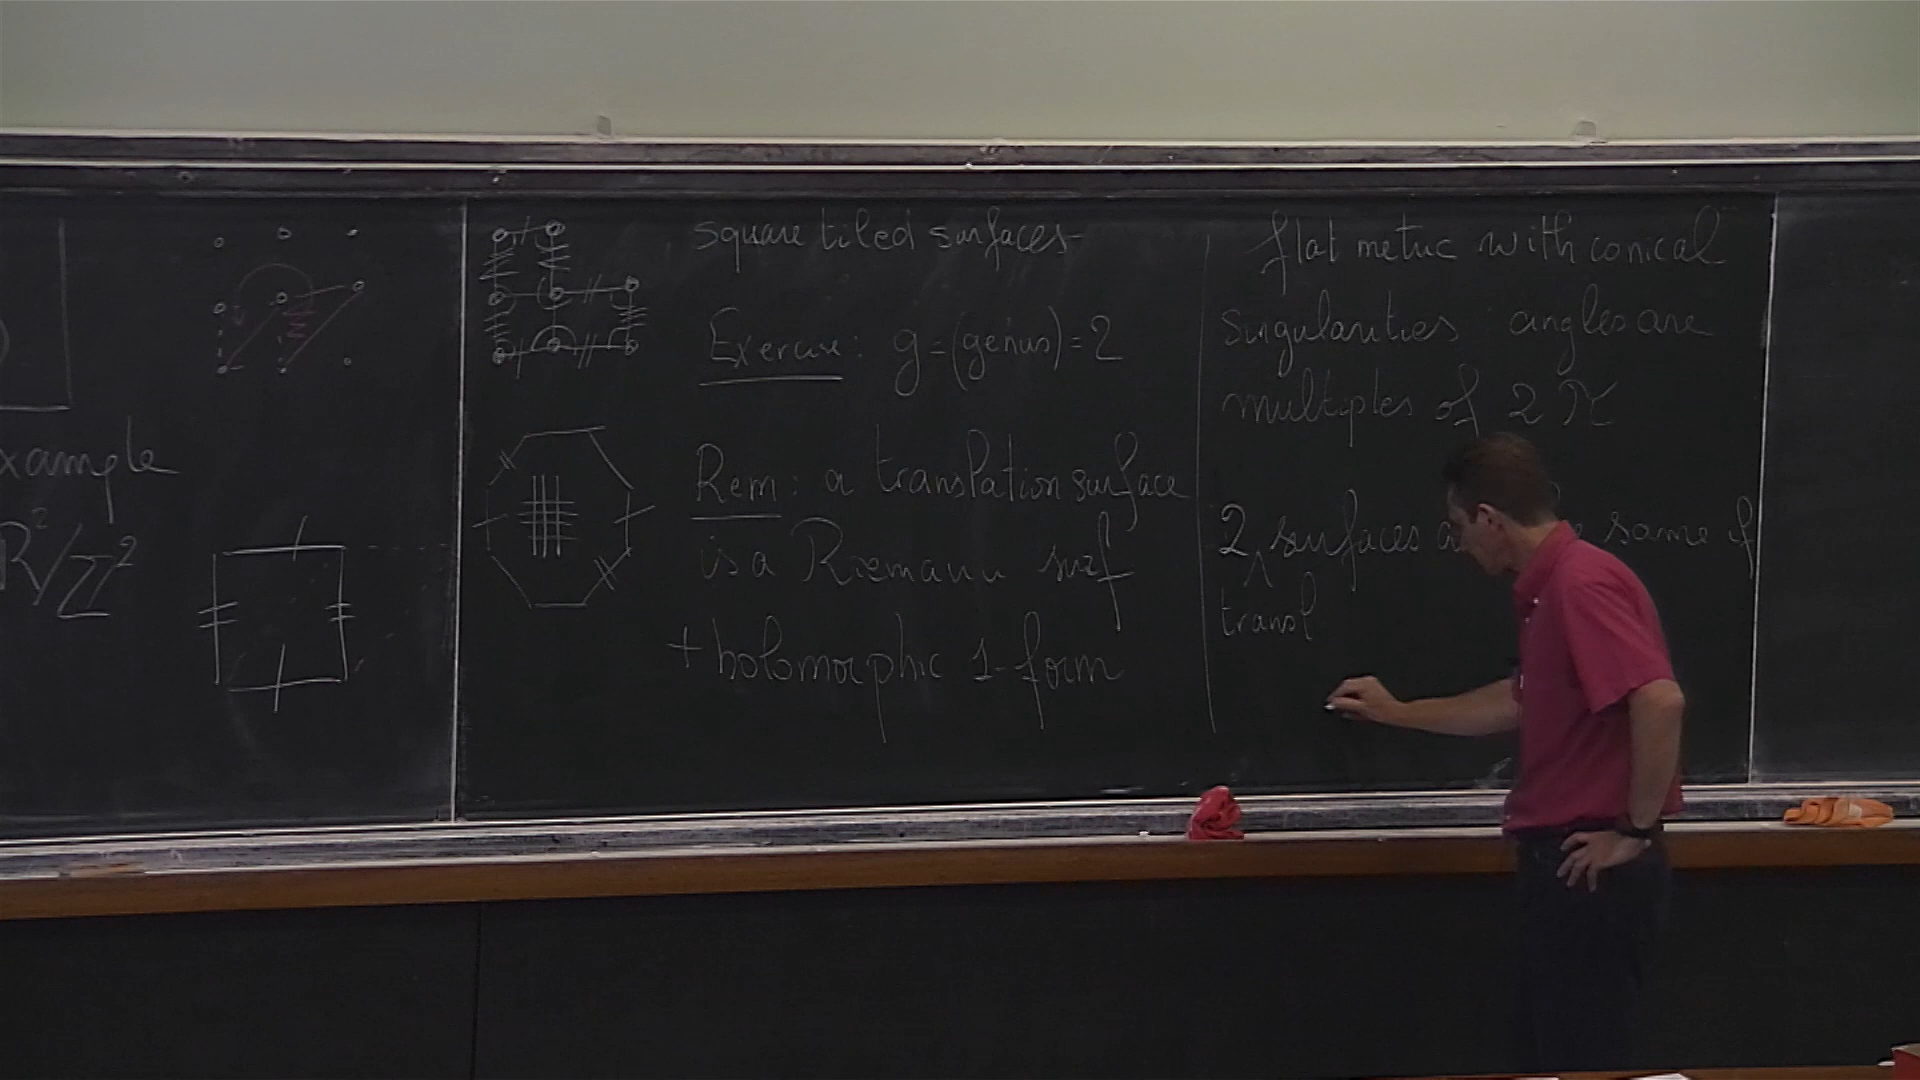 xample
R²/Z²
square tiled surfaces
Exercise: g=(genus)=2
Rem: a translation surface
is a Riemann surf
+ holomorphic 1-form
flat metric with conical
singularities angles are
multiples of 2π
2 surfaces same if
transl